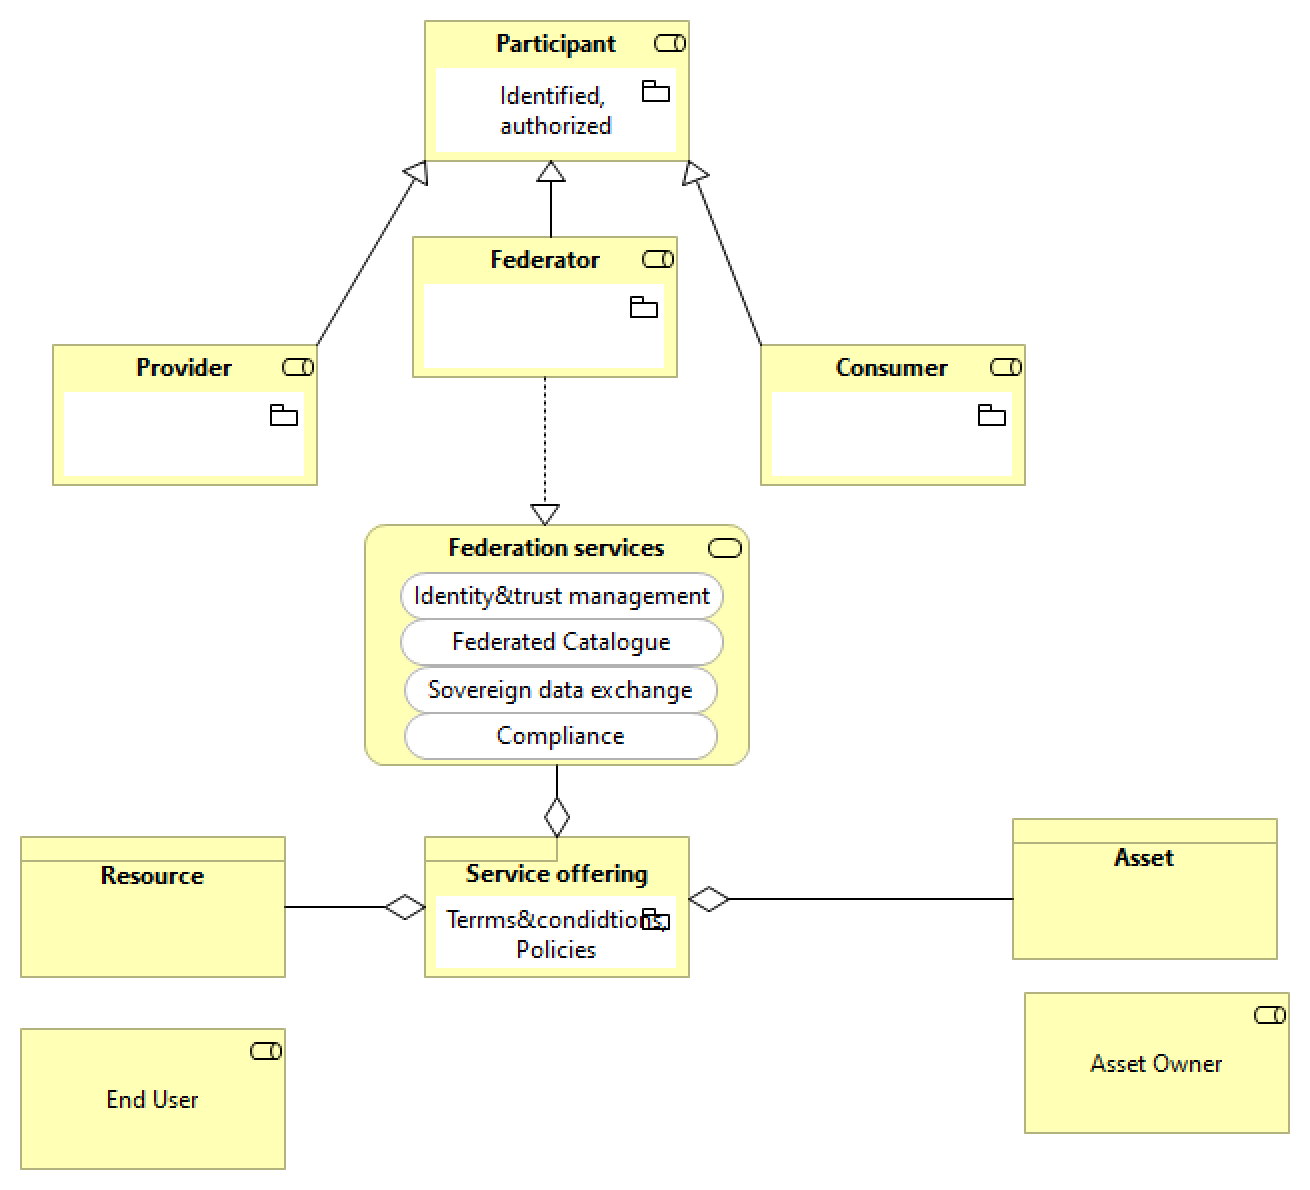 Participant
Identified,
authorized
Federator
Provider
Consumer
Federation services
Identity&trust management
Federated Catalogue
Sovereign data exchange
Compliance
Resource
Service offering
Terrms&condidtions,
Policies
Asset
End User
Asset Owner